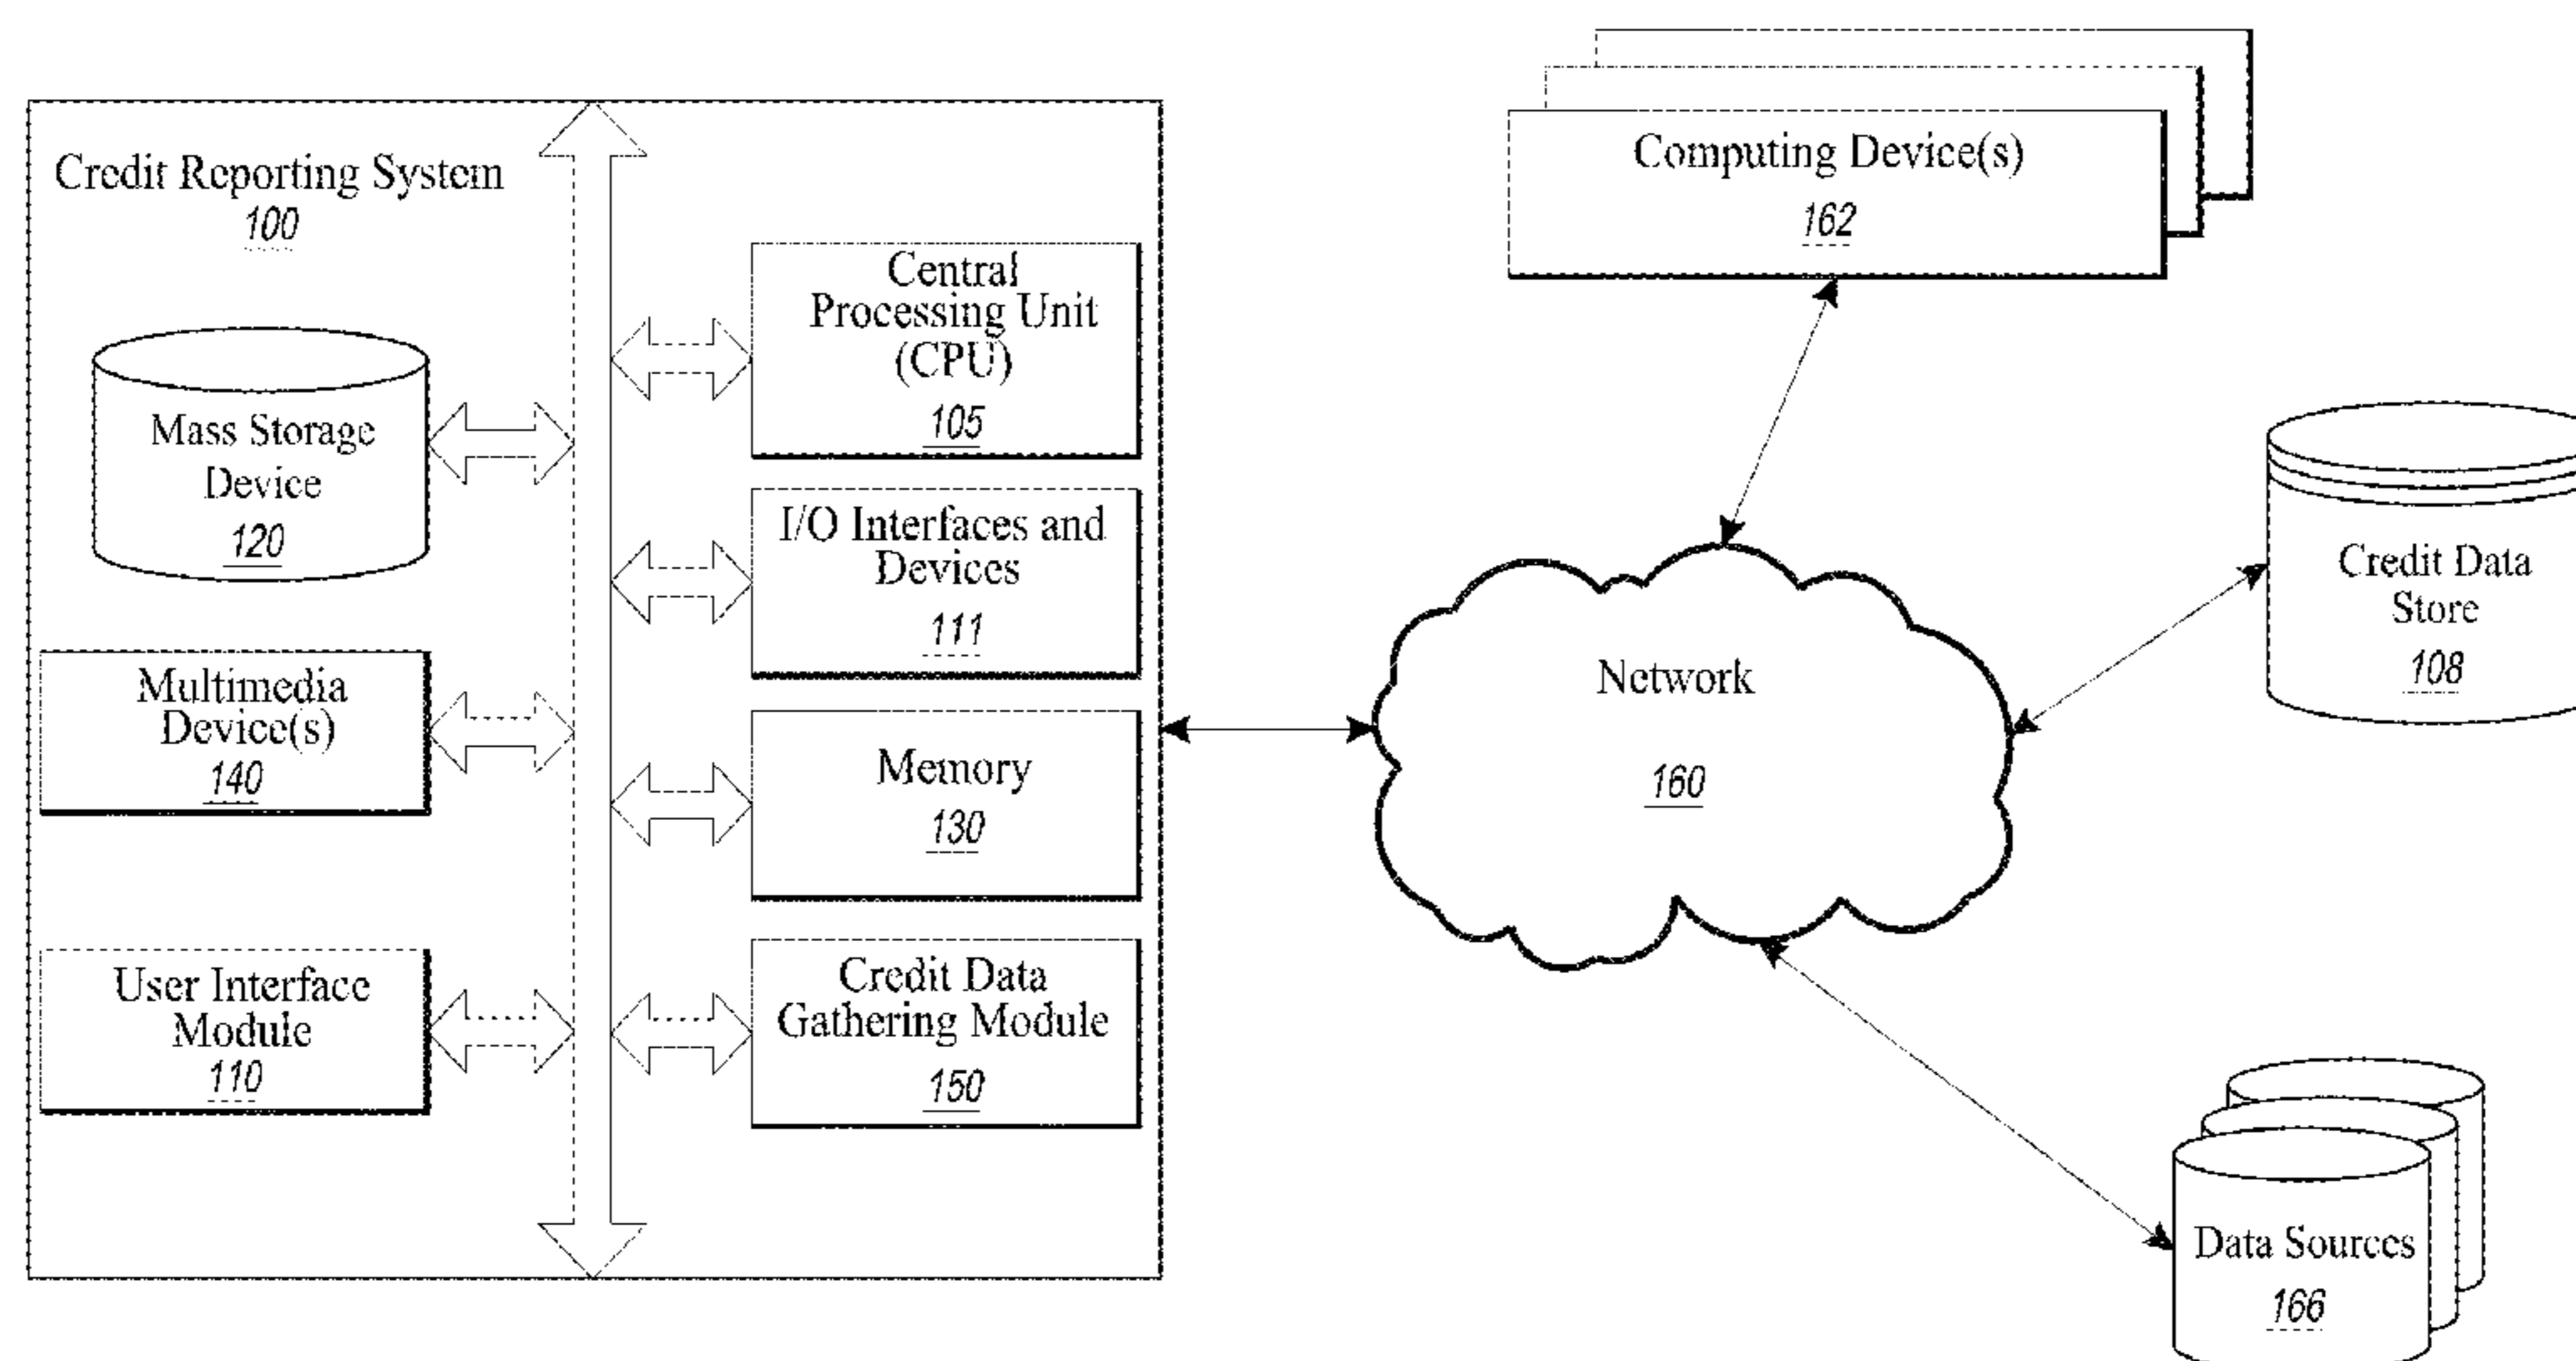 Credit Reporting System
100
Mass Storage
Device
120
Multimedia
Device(s)
140
User Interface
Module
110
Central
Processing Unit
(CPU)
105
I/O Interfaces and
Devices
111
Memory
130
Credit Data
Gathering Module
150
Network
160
Computing Device(s)
162
Credit Data
Store
108
Data Sources
166